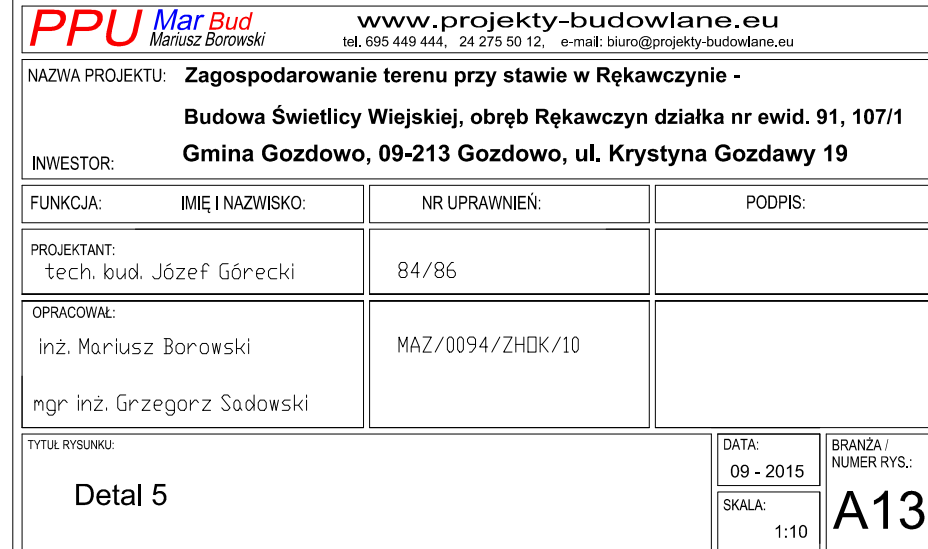 PPU Mar Bud www.projekty-budowlane.eu
Mariusz Borowski tel. 695 449 444, 24 275 50 12, e-mail: biuro@projekty-budowlane.eu
NAZWA PROJEKTU: Zagospodarowanie terenu przy stawie w Rękawczynie -
Budowa Świetlicy Wiejskiej, obręb Rękawczyn działka nr ewid. 91, 107/1
INWESTOR: Gmina Gozdowo, 09-213 Gozdowo, ul. Krystyna Gozdawy 19
FUNKCJA: IMIĘ I NAZWISKO: NR UPRAWNIEŃ: PODPIS:
PROJEKTANT:
tech. bud. Józef Górecki 84/86
OPRACOWAŁ:
inż. Mariusz Borowski MAZ/0094/ZHOK/10
mgr inż. Grzegorz Sadowski
TYTUŁ RYSUNKU: DATA: BRANŻA /
09 - 2015 NUMER RYS.:
Detal 5 SKALA: A13
1:10